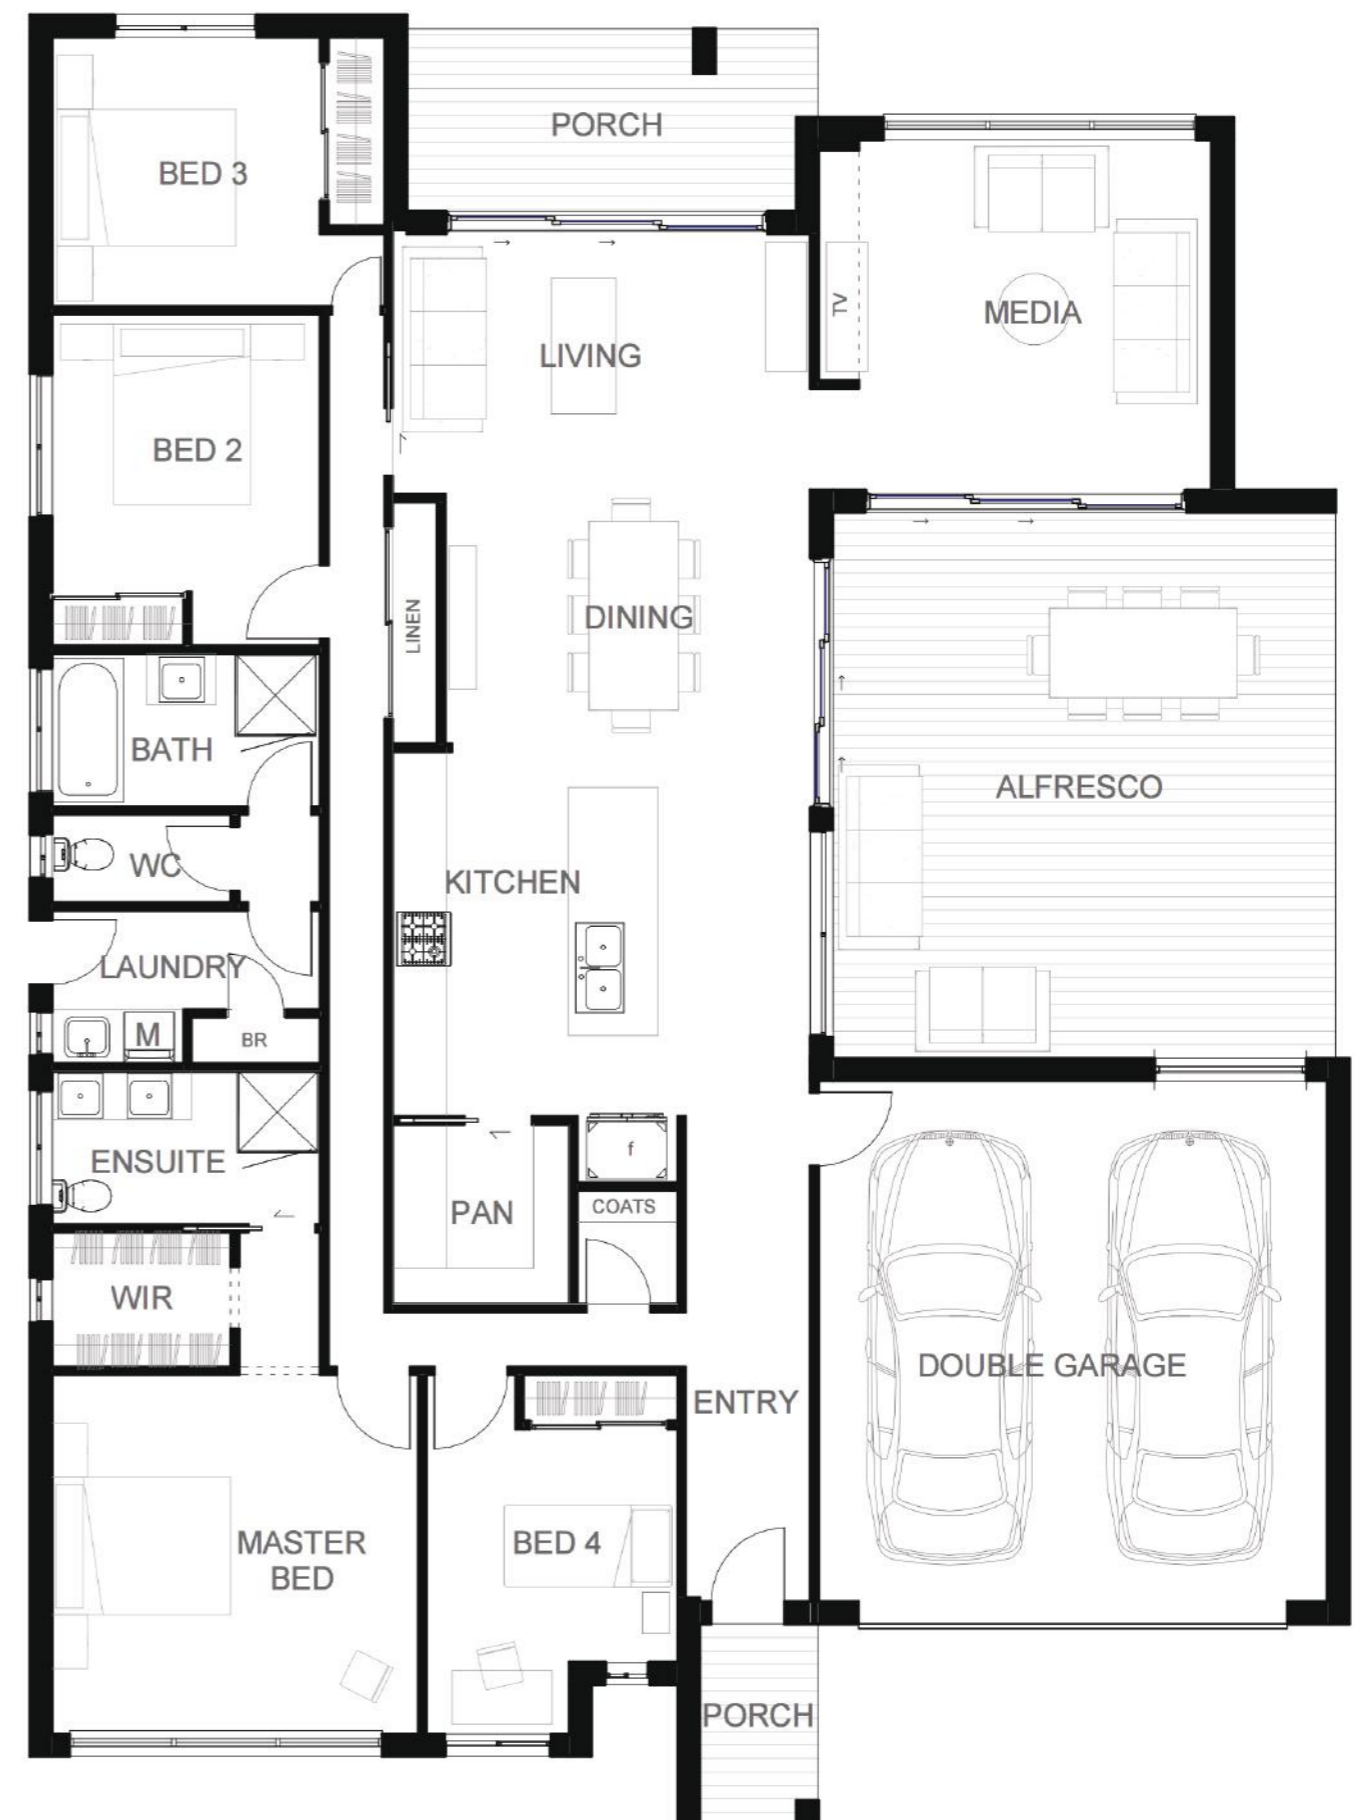 PORCH
BED 3
MEDIA
TV
LIVING
BED 2
LINEN
DINING
BATH
ALFRESCO
WC
KITCHEN
LAUNDRY
M
BR
ENSUITE
f
PAN
COATS
WIR
DOUBLE GARAGE
ENTRY
MASTER
BED
BED 4
PORCH